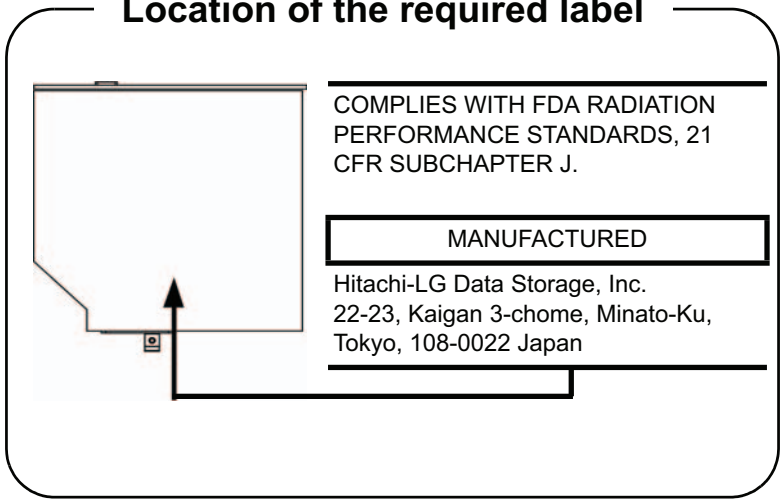 Location of the required label
COMPLIES WITH FDA RADIATION
PERFORMANCE STANDARDS, 21
CFR SUBCHAPTER J.
MANUFACTURED
Hitachi-LG Data Storage, Inc.
22-23, Kaigan 3-chome, Minato-Ku,
Tokyo, 108-0022 Japan